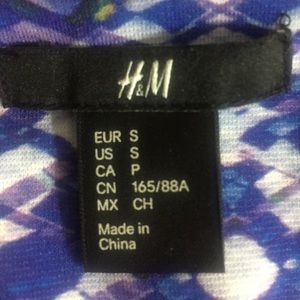 H&M
EUR S
US S
CA P
CN 165/88A
MX CH
Made in
China